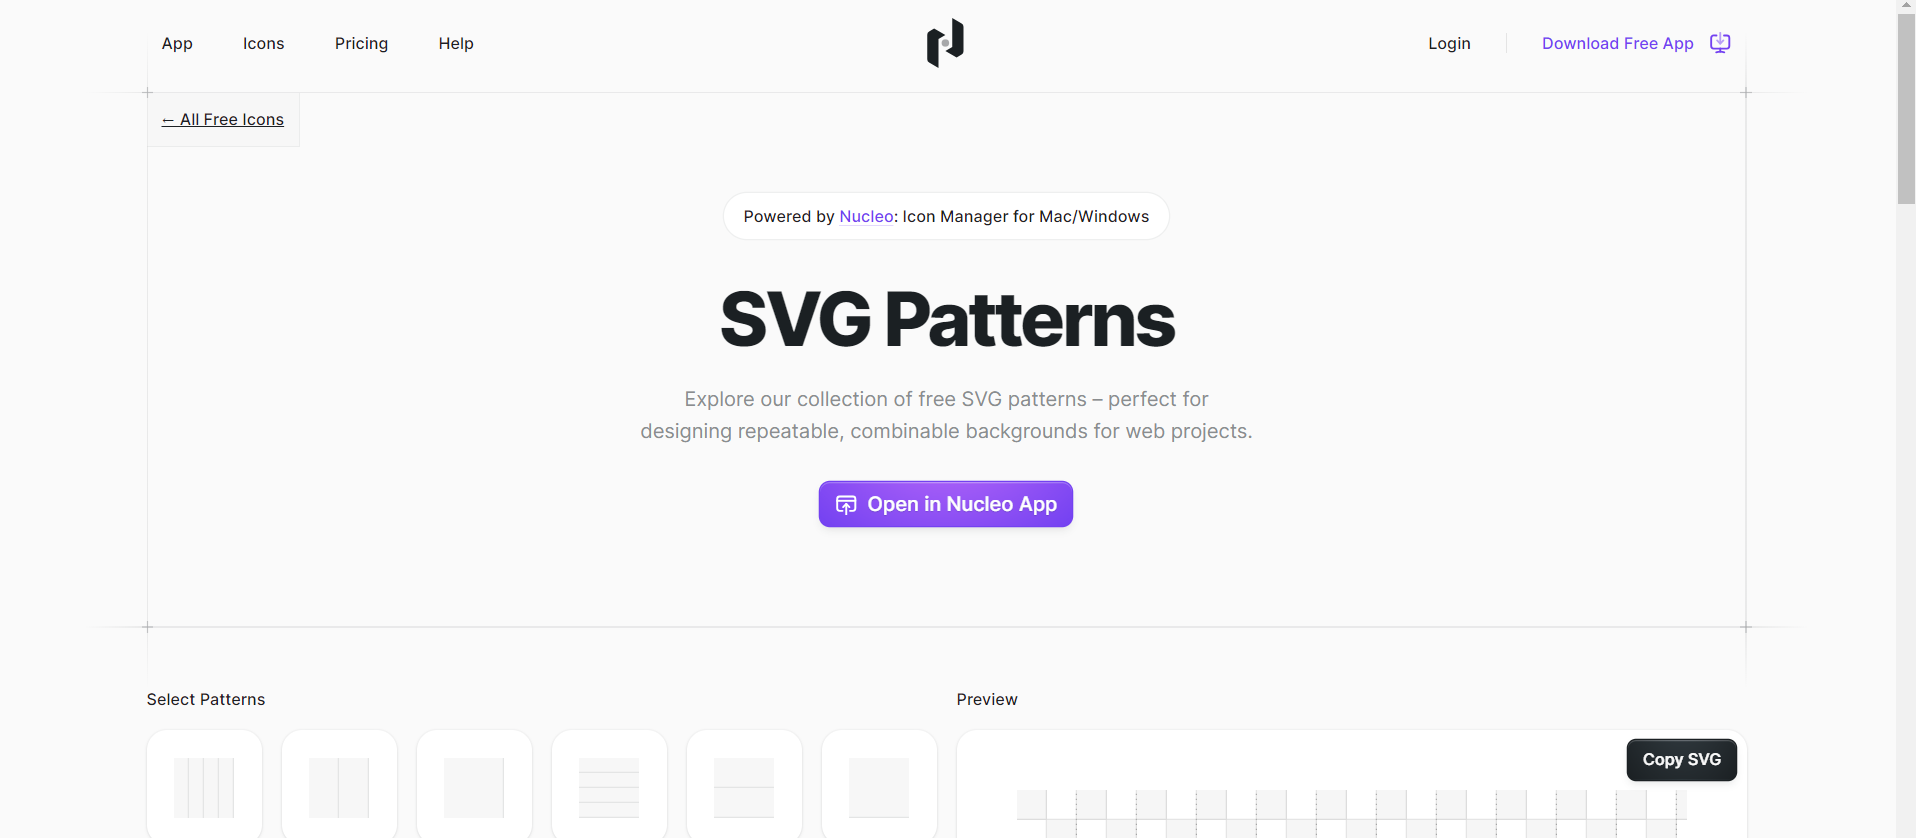 App
Icons
Pricing
Help
Login
Download Free App
← All Free Icons
Powered by Nucleo: Icon Manager for Mac/Windows
SVG Patterns
Explore our collection of free SVG patterns – perfect for
designing repeatable, combinable backgrounds for web projects.
Open in Nucleo App
Select Patterns
Preview
Copy SVG